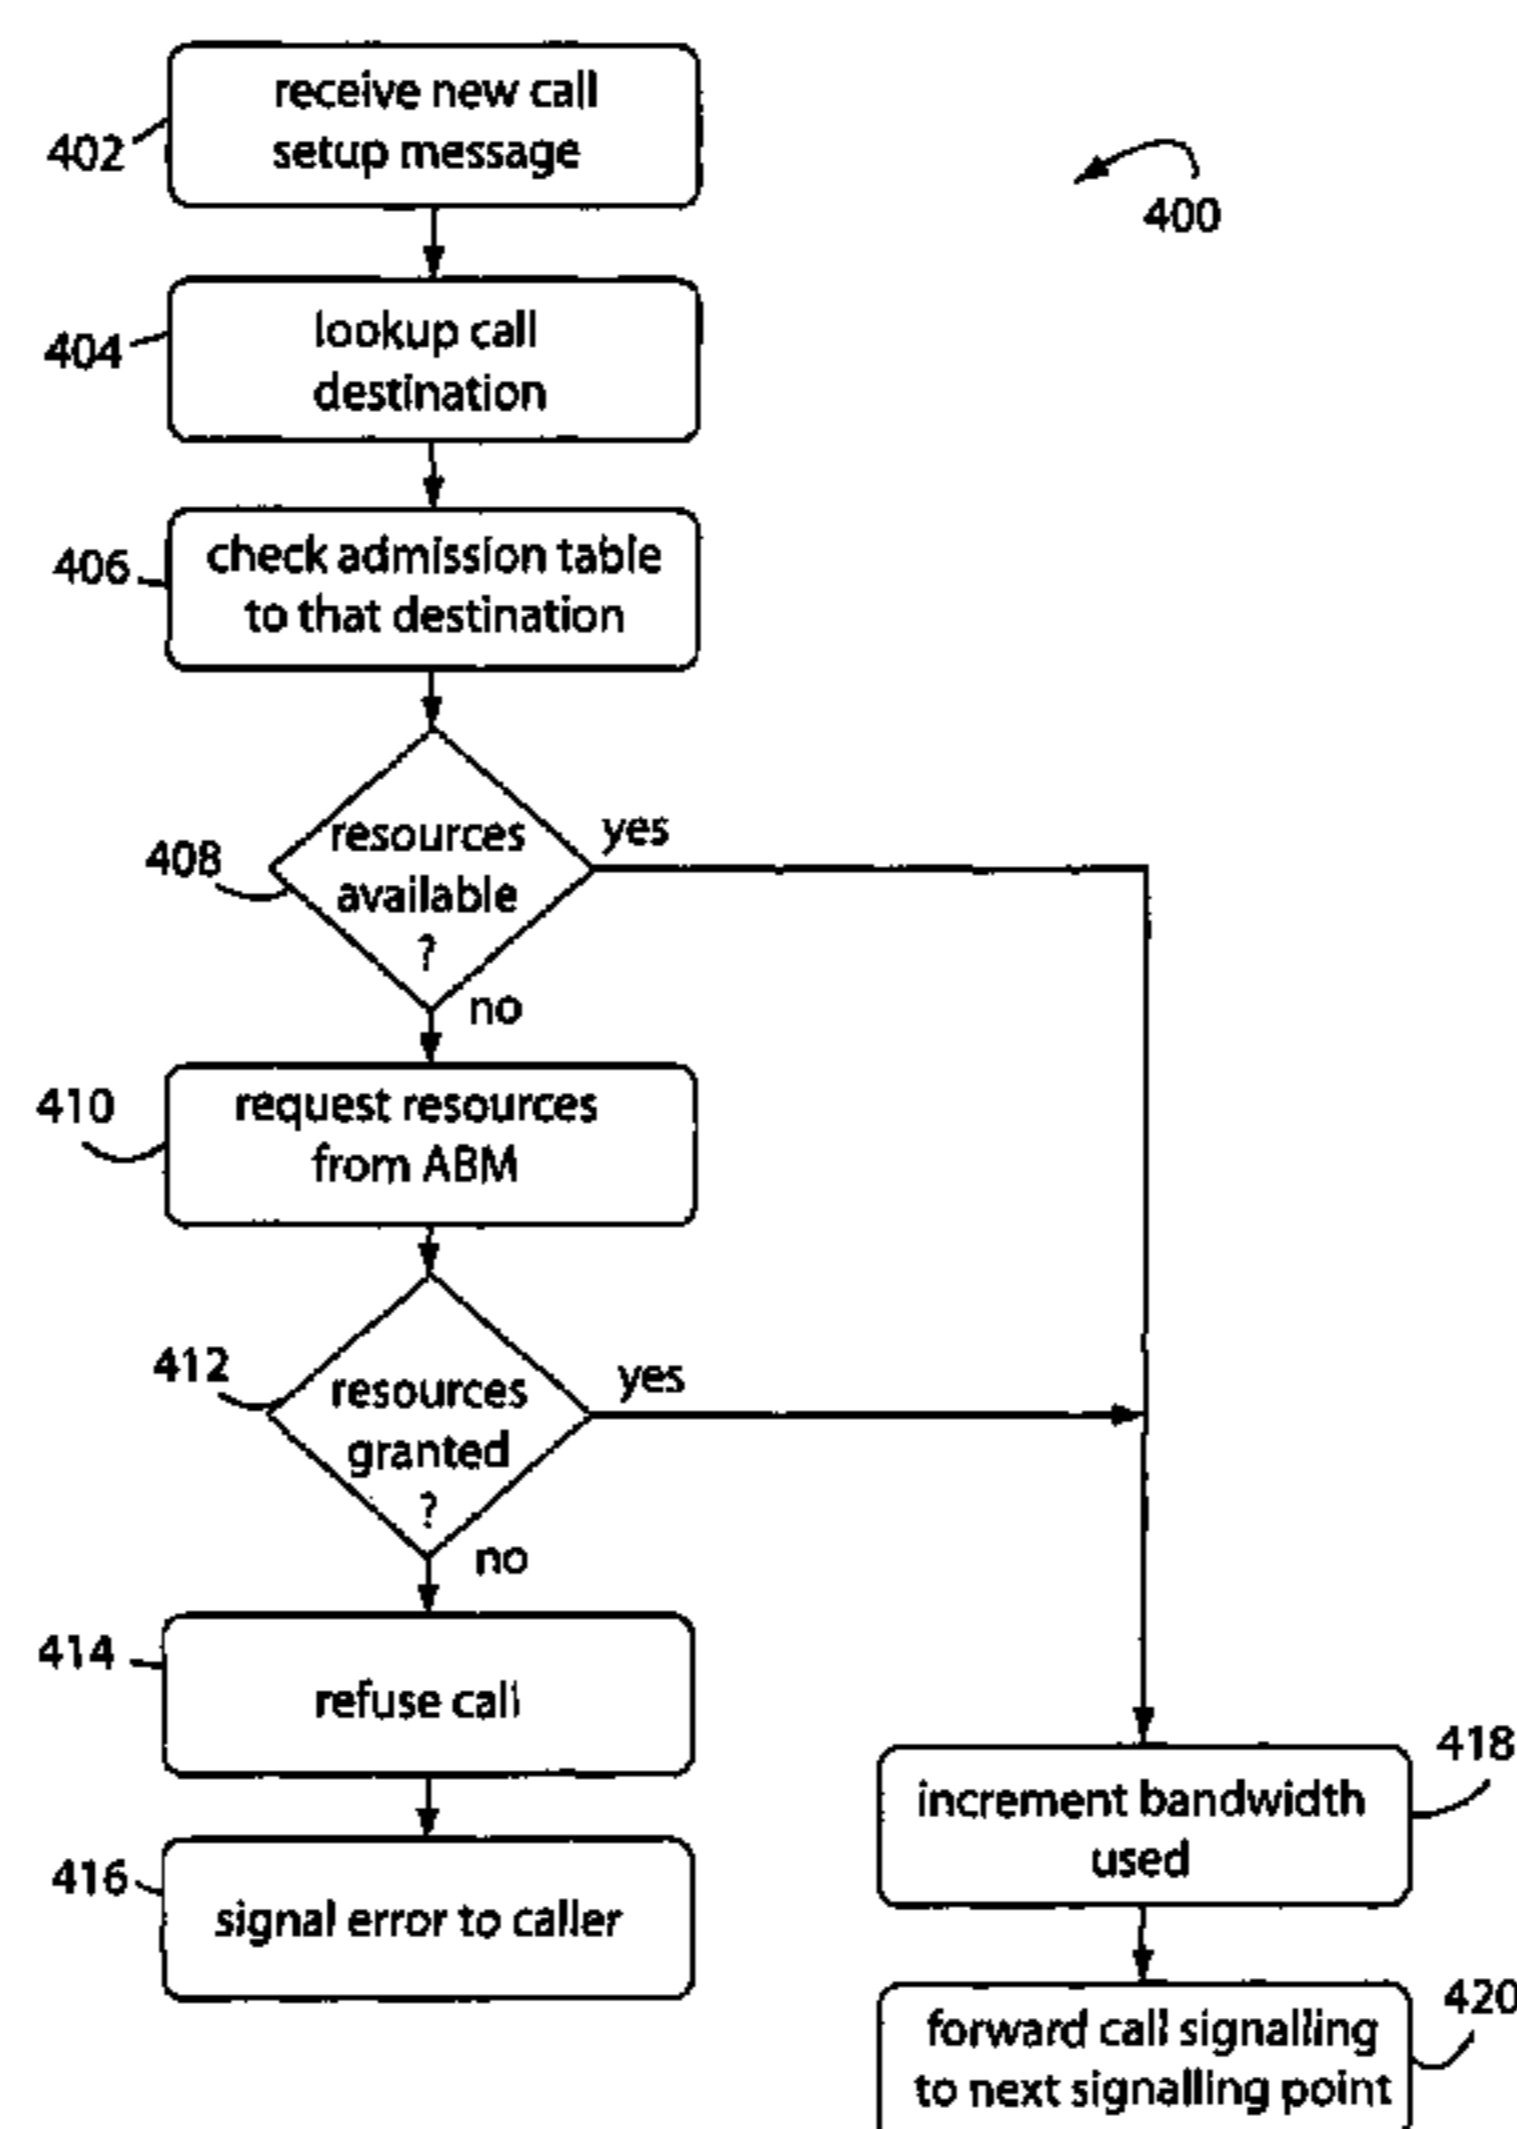 receive new call
setup message
402
400
lookup call
destination
404
check admission table
to that destination
406
resources
available
?
408
yes
no
request resources
from ABM
410
resources
granted
?
412
yes
no
refuse call
414
signal error to caller
416
increment bandwidth
used
418
forward call signalling
to next signalling point
420